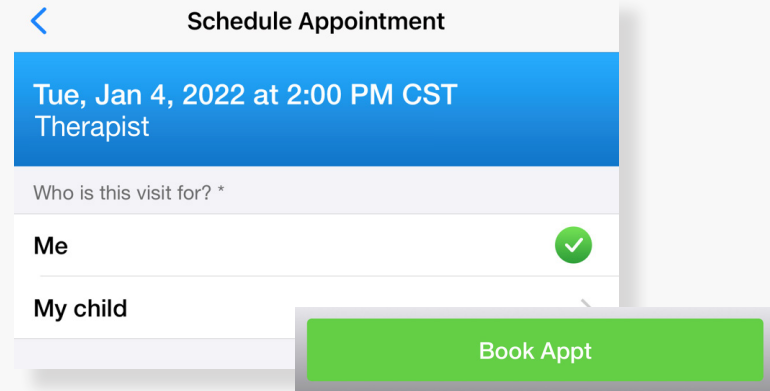 Schedule Appointment
Tue, Jan 4, 2022 at 2:00 PM CST
Therapist
Who is this visit for? *
Me
My child
Book Appt